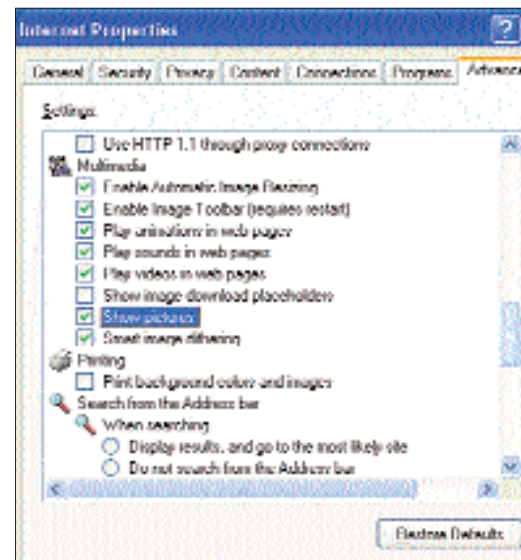 Internet Properties
?
General Security Privacy Content Connections Programs Advanc
Settings:
Use HTTP 1.1 through proxy connections
Multimedia
Enable Automatic Image Resizing
Enable Image Toolbar (requires restart)
Play animations in web pages
Play sounds in web pages
Play videos in web pages
Show image download placeholders
Show pictures
Smart image dithering
Printing
Print background colors and images
Search from the Address bar
When searching
Display results, and go to the most likely site
Do not search from the Address bar
Restore Defaults